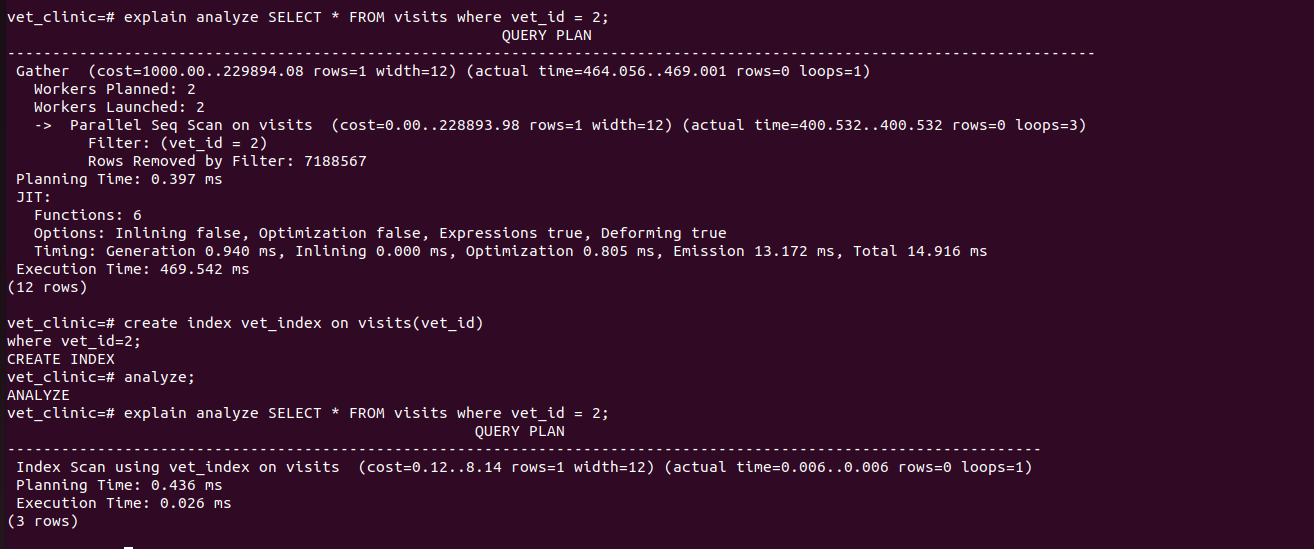 vet_clinic=# explain analyze SELECT * FROM visits where vet_id = 2;
QUERY PLAN
-------------------------------------------------------------------------------------------------------------------------
Gather  (cost=1000.00..229894.08 rows=1 width=12) (actual time=464.056..469.001 rows=0 loops=1)
Workers Planned: 2
Workers Launched: 2
->  Parallel Seq Scan on visits  (cost=0.00..228893.98 rows=1 width=12) (actual time=400.532..400.532 rows=0 loops=3)
Filter: (vet_id = 2)
Rows Removed by Filter: 7188567
Planning Time: 0.397 ms
JIT:
Functions: 6
Options: Inlining false, Optimization false, Expressions true, Deforming true
Timing: Generation 0.940 ms, Inlining 0.000 ms, Optimization 0.805 ms, Emission 13.172 ms, Total 14.916 ms
Execution Time: 469.542 ms
(12 rows)
vet_clinic=# create index vet_index on visits(vet_id)
where vet_id=2;
CREATE INDEX
vet_clinic=# analyze;
ANALYZE
vet_clinic=# explain analyze SELECT * FROM visits where vet_id = 2;
QUERY PLAN
-------------------------------------------------------------------------------------------------------------------
Index Scan using vet_index on visits  (cost=0.12..8.14 rows=1 width=12) (actual time=0.006..0.006 rows=0 loops=1)
Planning Time: 0.436 ms
Execution Time: 0.026 ms
(3 rows)